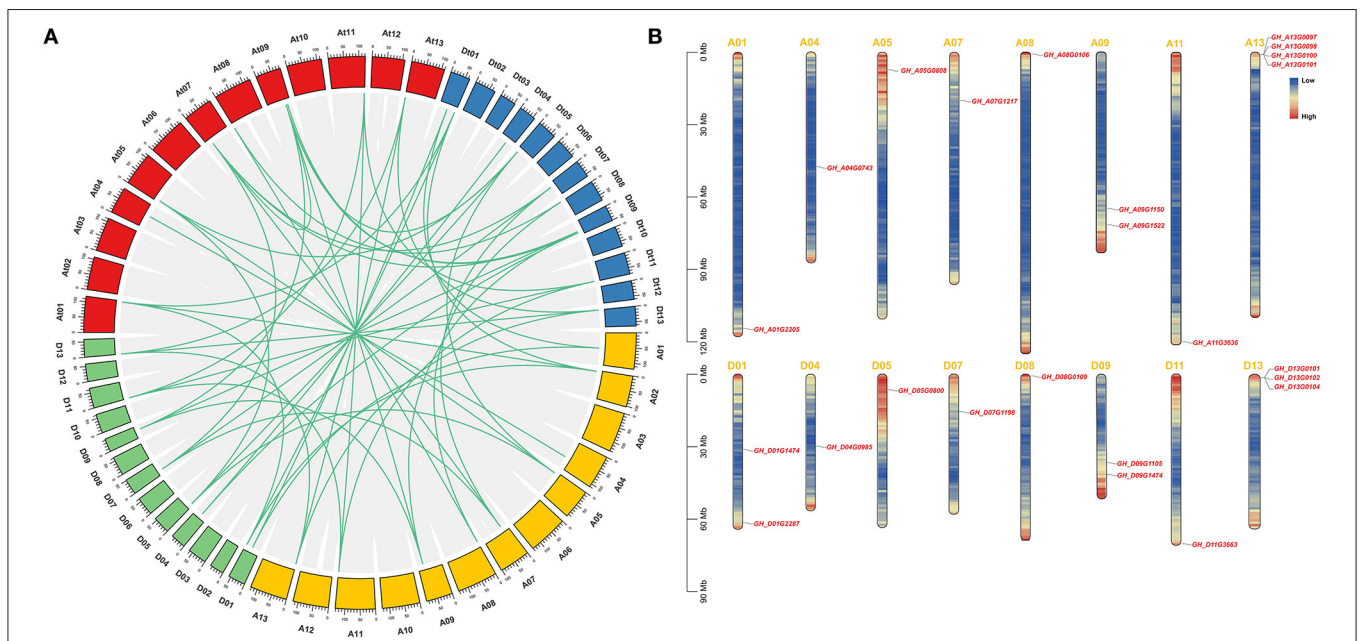 A
At01
At02
At03
At04
At05
At06
At07
At08
At09
At10
At11
At12
At13
Dt01
Dt02
Dt03
Dt04
Dt05
Dt06
Dt07
Dt08
Dt09
Dt10
Dt11
Dt12
Dt13
A01
A02
A03
A04
A05
A06
A07
A08
A09
A10
A11
A12
A13
D01
D02
D03
D04
D05
D06
D07
D08
D09
D10
D11
D12
D13
B
A01 A04 A05 A07 A08 A09 A11 A13
0 Mb
30 Mb
60 Mb
90 Mb
120 Mb
GH_A01G2205
GH_A04G0743
GH_A05G0808
GH_A07G1217
GH_A08G0106
GH_A09G1150
GH_A09G1522
GH_A11G3636
GH_A13G0097
GH_A13G0098
GH_A13G0100
GH_A13G0101
Low
High
D01 D04 D05 D07 D08 D09 D11 D13
0 Mb
30 Mb
60 Mb
90 Mb
GH_D01G1474
GH_D01G2287
GH_D04G0985
GH_D05G0800
GH_D07G1198
GH_D08G0109
GH_D09G1105
GH_D09G1474
GH_D11G3663
GH_D13G0101
GH_D13G0102
GH_D13G0104